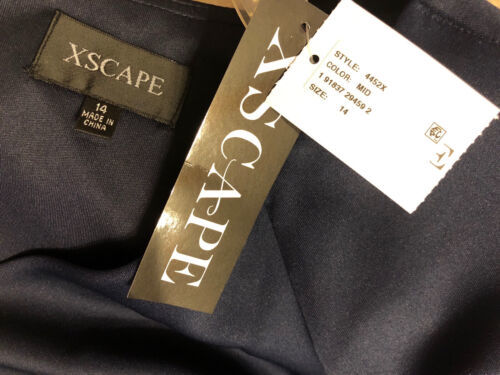 XSCAPE
14
MADE IN
CHINA
XSCAPE
STYLE: 4452X
COLOR: MID
1 91837 29459 2
SIZE: 14
E